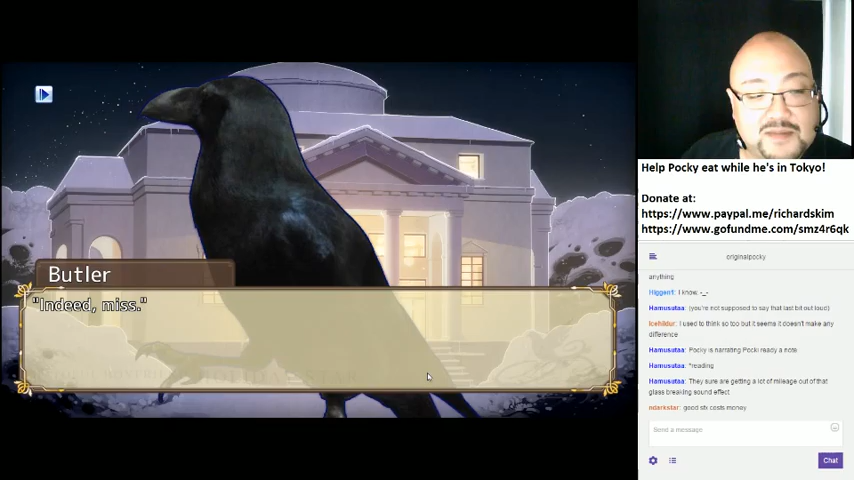 Butler
"Indeed, miss."
Help Pocky eat while he's in Tokyo!
Donate at:
https://www.paypal.me/richardskim
https://www.gofundme.com/smz4r6qk
originalpocky
anything
Higgenrt: I know. -_-
Hamusutaa: (you're not supposed to say that last bit out loud)
Icehildur: I used to think so too but it seems it doesn't make any
difference
Hamusutaa: Pocky is narrating Pocki ready a note.
Hamusutaa: *reading
Hamusutaa: They sure are getting a lot of mileage out of that
glass breaking sound effect
ndarkstar: good sfx costs money
Send a message
Chat